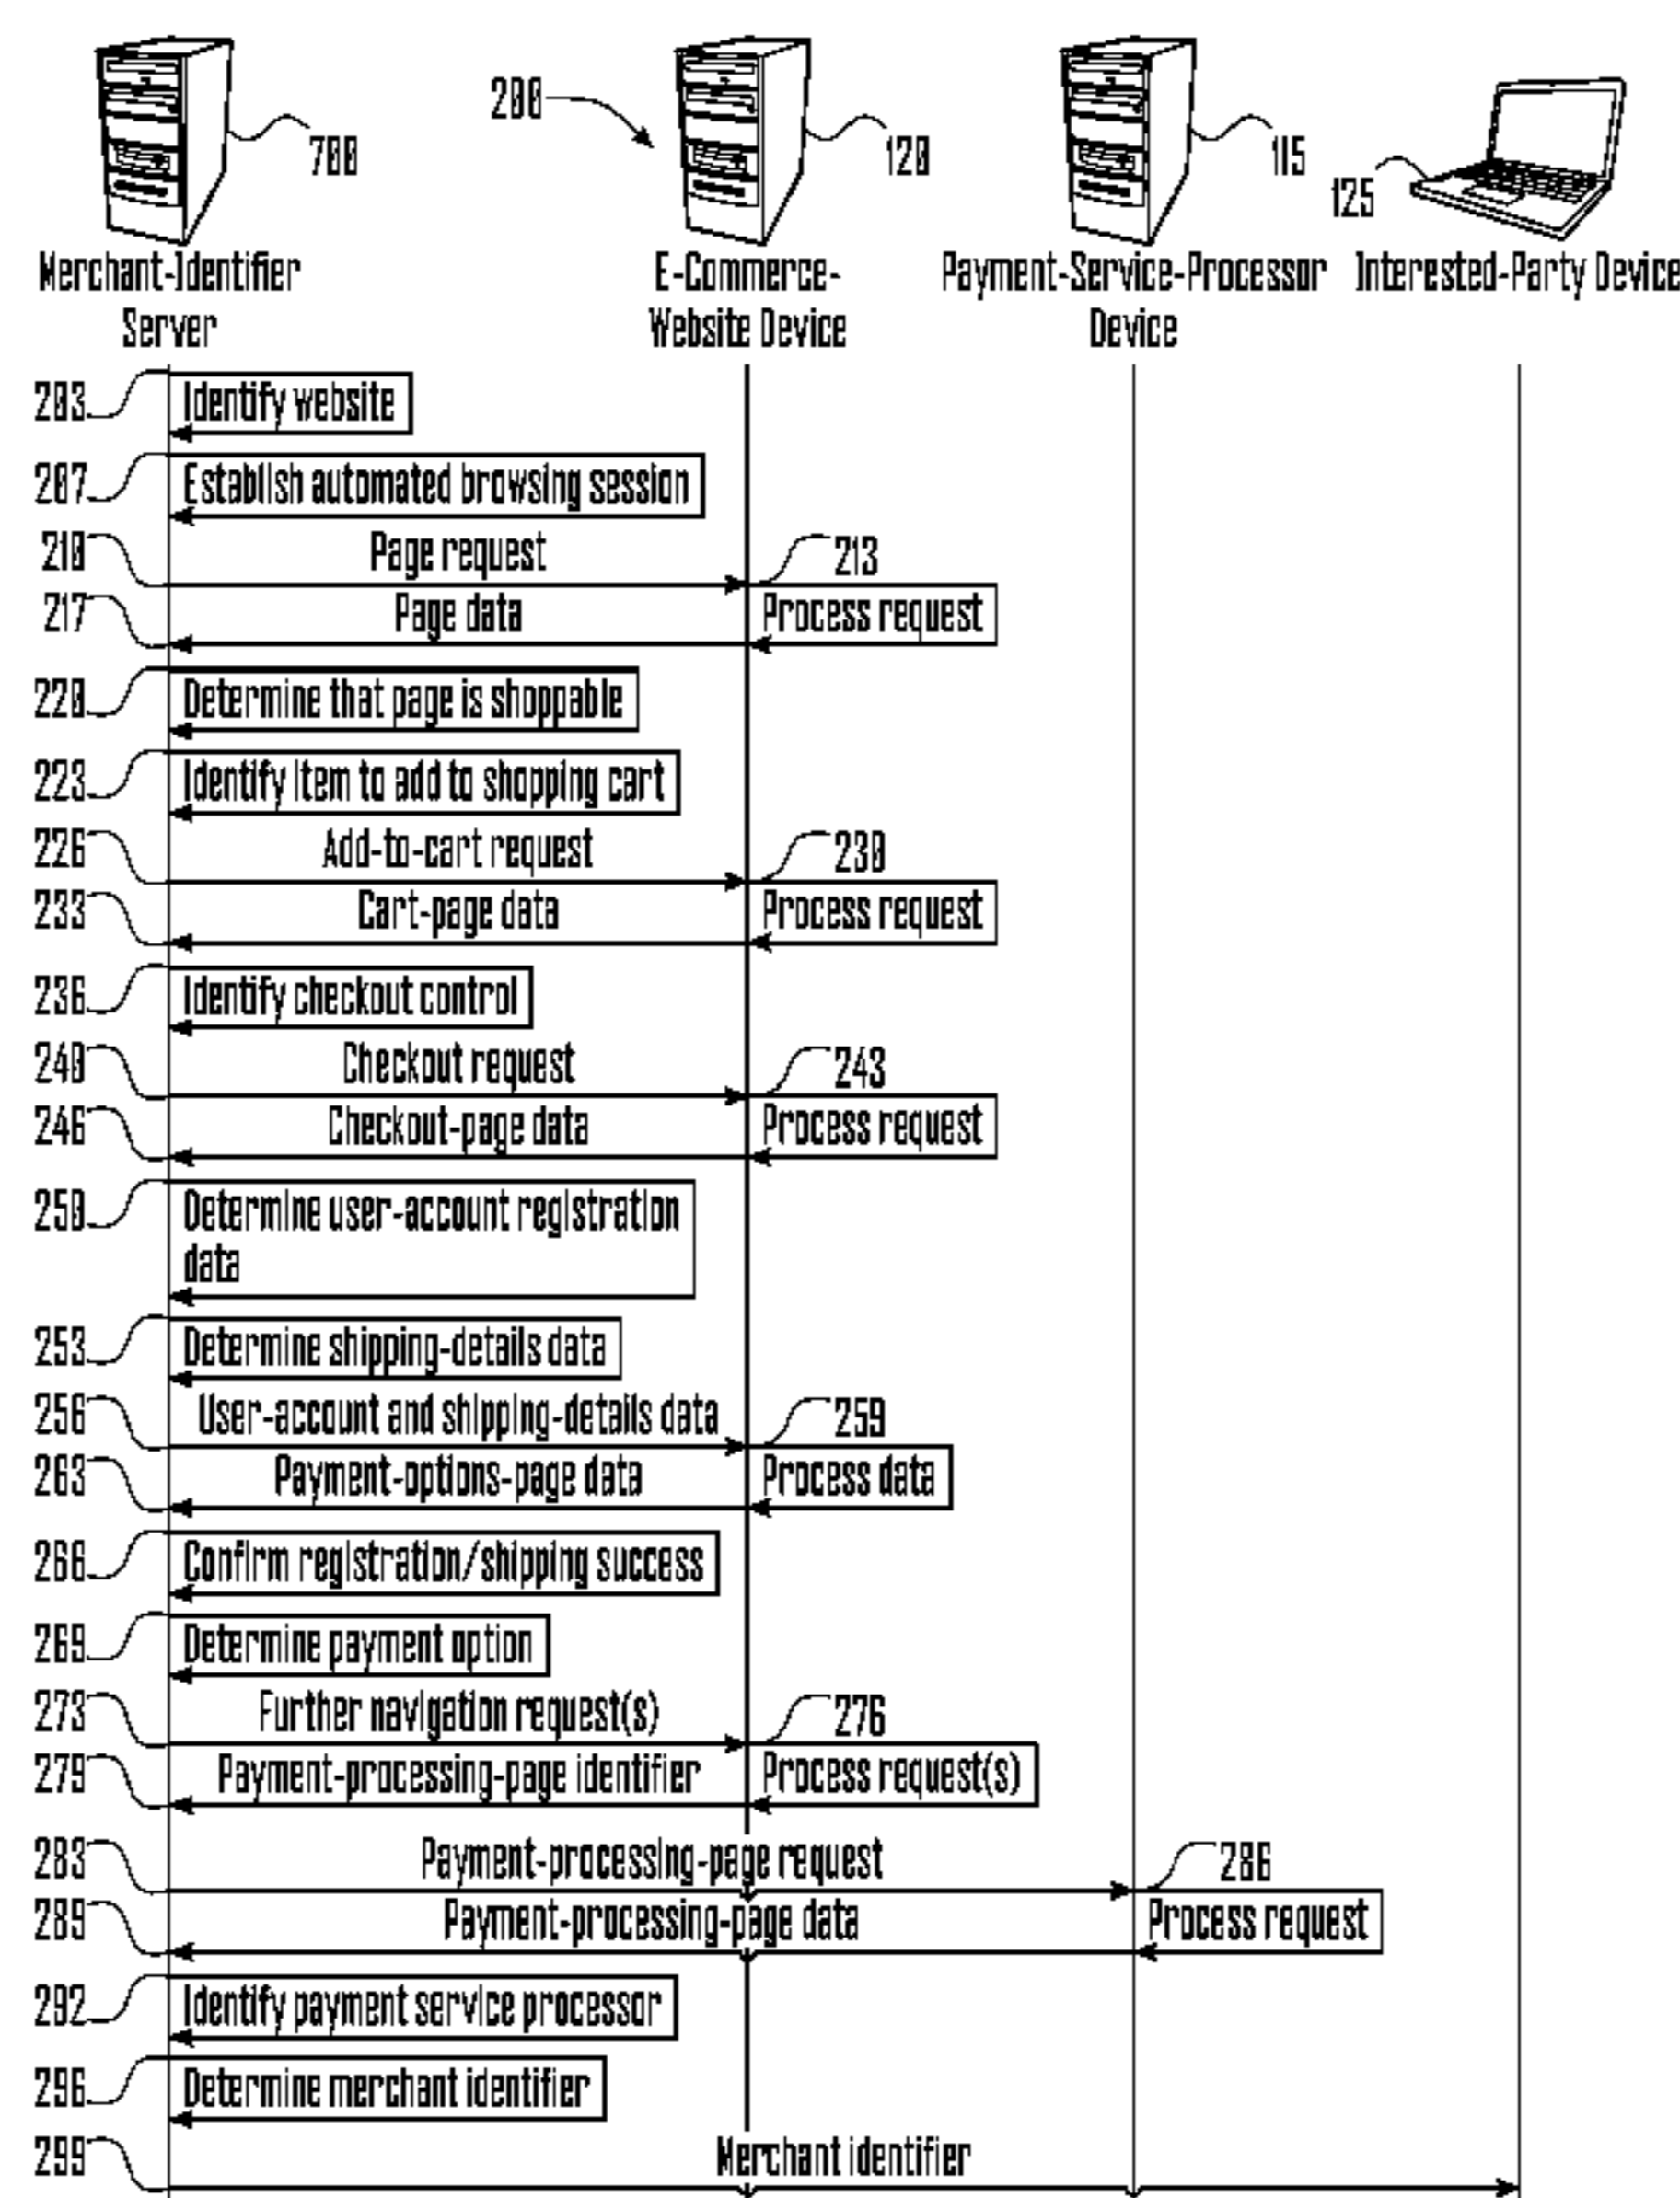 200
700
120
115
125
Merchant-Identifier
Server
E-Commerce-
Website Device
Payment-Service-Processor
Device
Interested-Party Device
203
Identify website
207
Establish automated browsing session
210
Page request
213
217
Page data
Process request
220
Determine that page is shoppable
223
Identify item to add to shopping cart
226
Add-to-cart request
230
233
Cart-page data
Process request
236
Identify checkout control
240
Checkout request
243
246
Checkout-page data
Process request
250
Determine user-account registration
data
253
Determine shipping-details data
256
User-account and shipping-details data
259
263
Payment-options-page data
Process data
266
Confirm registration/shipping success
269
Determine payment option
273
Further navigation request(s)
276
279
Payment-processing-page identifier
Process request(s)
283
Payment-processing-page request
286
289
Payment-processing-page data
Process request
292
Identify payment service processor
296
Determine merchant identifier
299
Merchant identifier